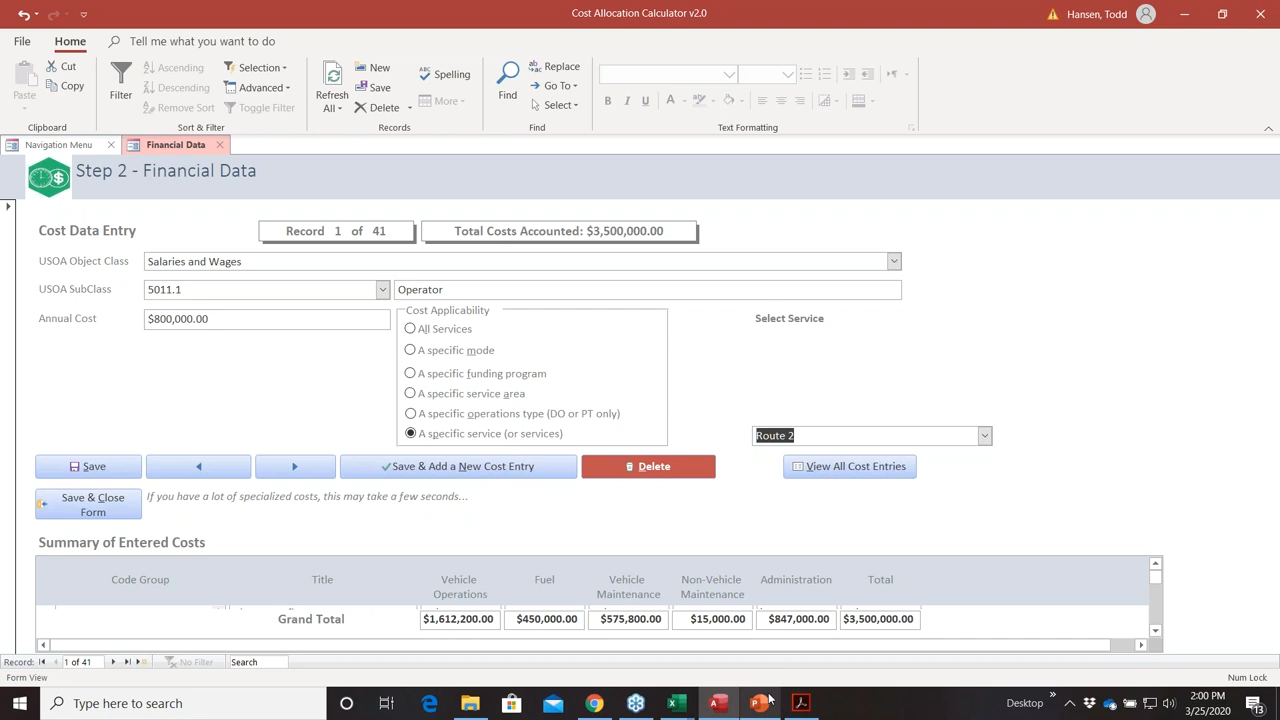 Cost Allocation Calculator v2.0
Hansen, Todd
File
Home
Tell me what you want to do
Paste
Cut
Copy
Clipboard
Filter
Ascending
Descending
Remove Sort
Selection
Advanced
Toggle Filter
Sort & Filter
Refresh All
New
Save
Delete
Spelling
More
Records
Find
Replace
Go To
Select
Find
B I U A
Text Formatting
Navigation Menu
Financial Data
Step 2 - Financial Data
Cost Data Entry
Record 1 of 41
Total Costs Accounted: $3,500,000.00
USOA Object Class
Salaries and Wages
USOA SubClass
5011.1
Operator
Annual Cost
$800,000.00
Cost Applicability
All Services
A specific mode
A specific funding program
A specific service area
A specific operations type (DO or PT only)
A specific service (or services)
Select Service
Route 2
Save
Save & Add a New Cost Entry
Delete
View All Cost Entries
Save & Close
Form
If you have a lot of specialized costs, this may take a few seconds...
Summary of Entered Costs
Code Group
Title
Vehicle
Operations
Fuel
Vehicle
Maintenance
Non-Vehicle
Maintenance
Administration
Total
Grand Total $1,612,200.00 $450,000.00 $575,800.00 $15,000.00 $847,000.00 $3,500,000.00
Record: 1 of 41 No Filter Search
Form View
Num Lock
Type here to search
Desktop
2:00 PM
3/25/2020
13